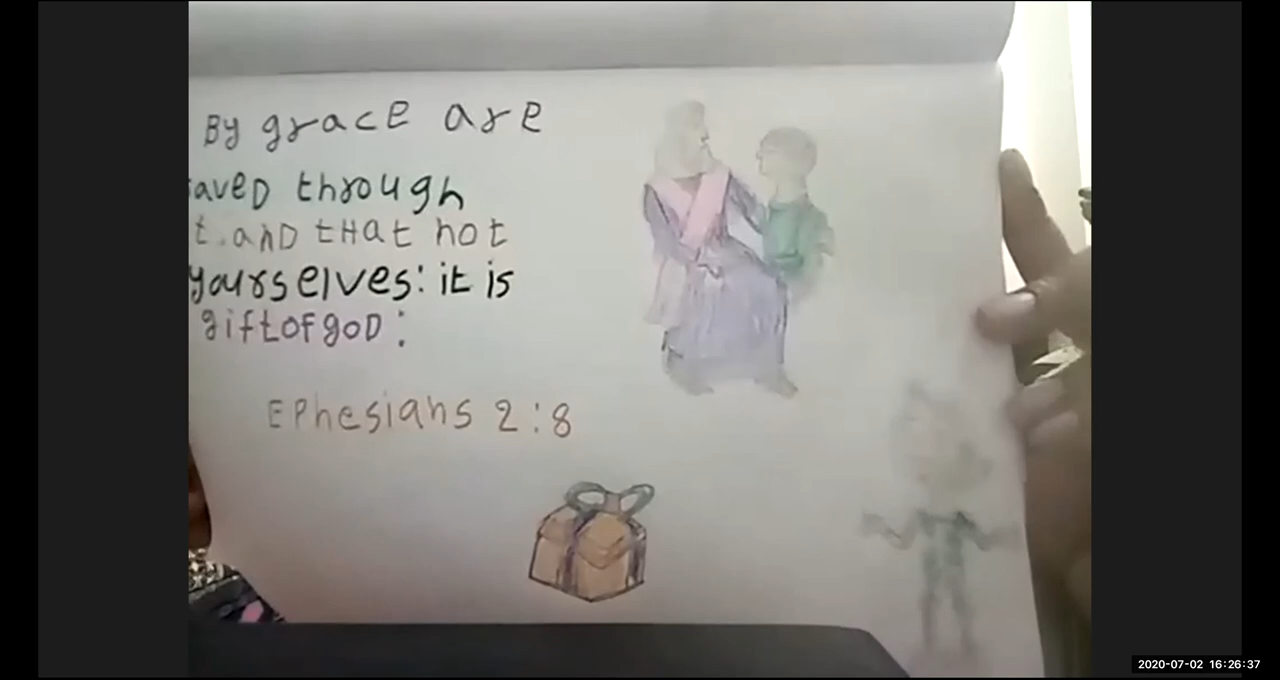 By grace are
aved through
t. and that not
yourselves: it is
gift of god:
Ephesians 2:8
2020-07-02 16:26:37